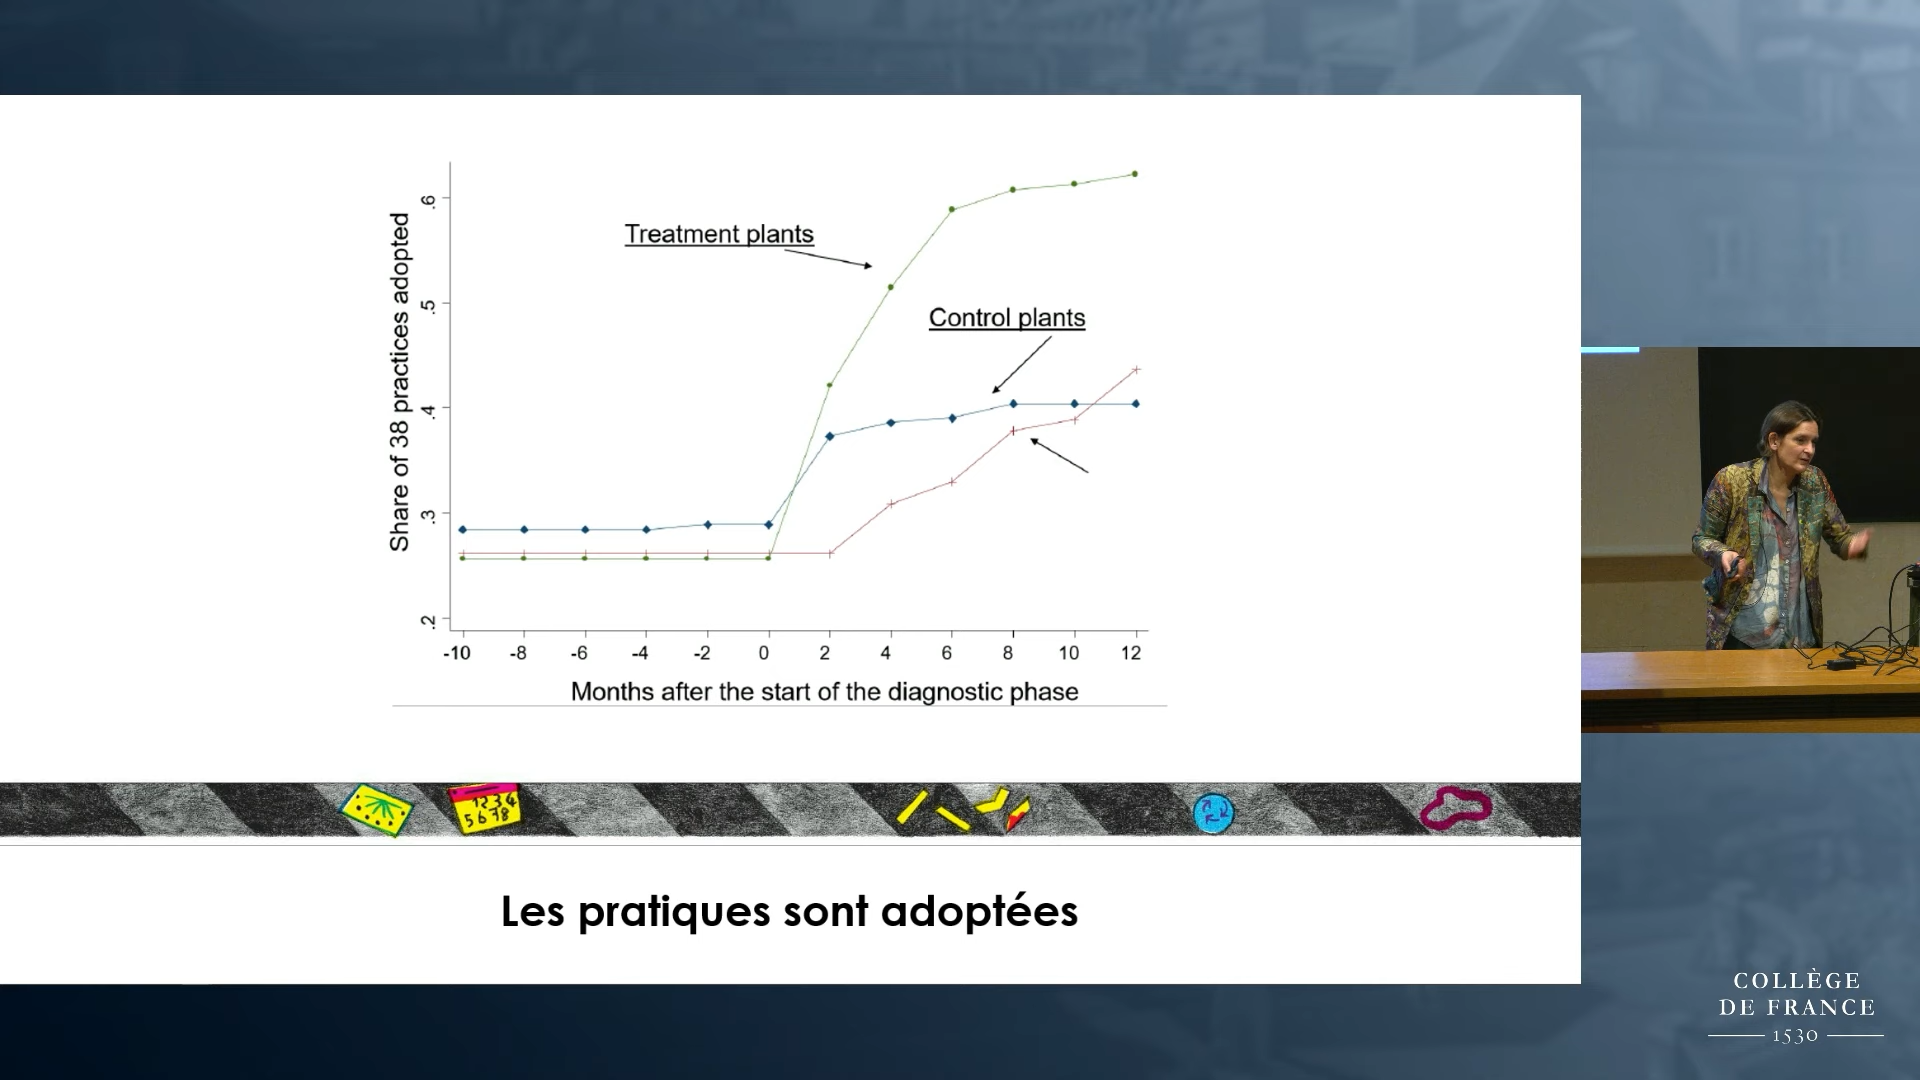 Share of 38 practices adopted
.6
.5
.4
.3
.2
Treatment plants
Control plants
-10 -8 -6 -4 -2 0 2 4 6 8 10 12
Months after the start of the diagnostic phase
1234
5678
Les pratiques sont adoptées
COLLÈGE
DE FRANCE
1530